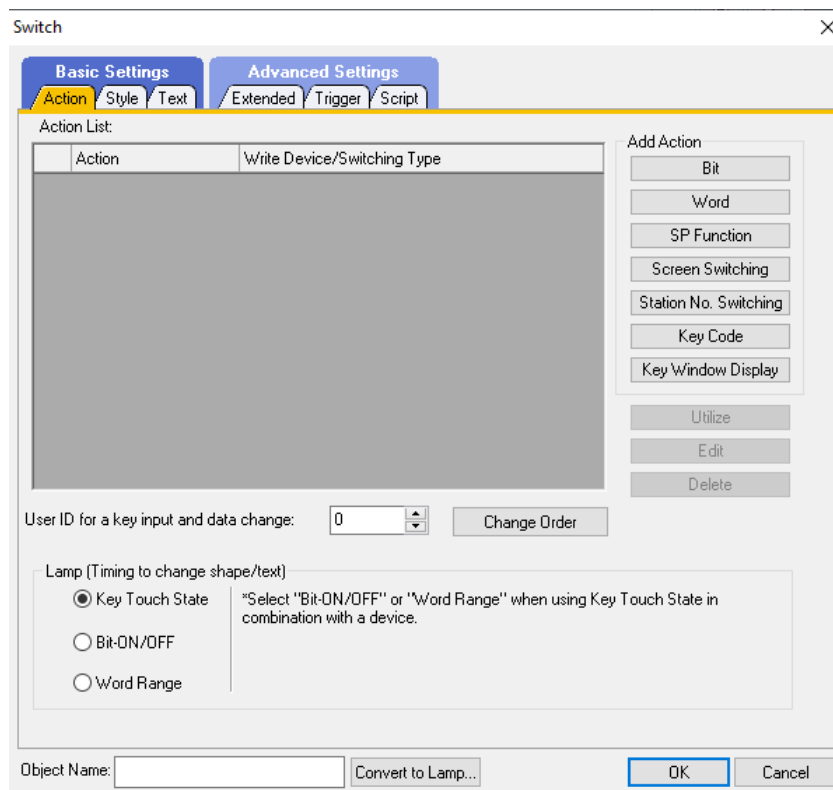 Switch
Basic Settings
Advanced Settings
Action
Style
Text
Extended
Trigger
Script
Action List:
Action
Write Device/Switching Type
Add Action
Bit
Word
SP Function
Screen Switching
Station No. Switching
Key Code
Key Window Display
Utilize
Edit
Delete
User ID for a key input and data change:
0
Change Order
Lamp (Timing to change shape/text)
Key Touch State
*Select "Bit-ON/OFF" or "Word Range" when using Key Touch State in
combination with a device.
Bit-ON/OFF
Word Range
Object Name:
Convert to Lamp...
OK
Cancel